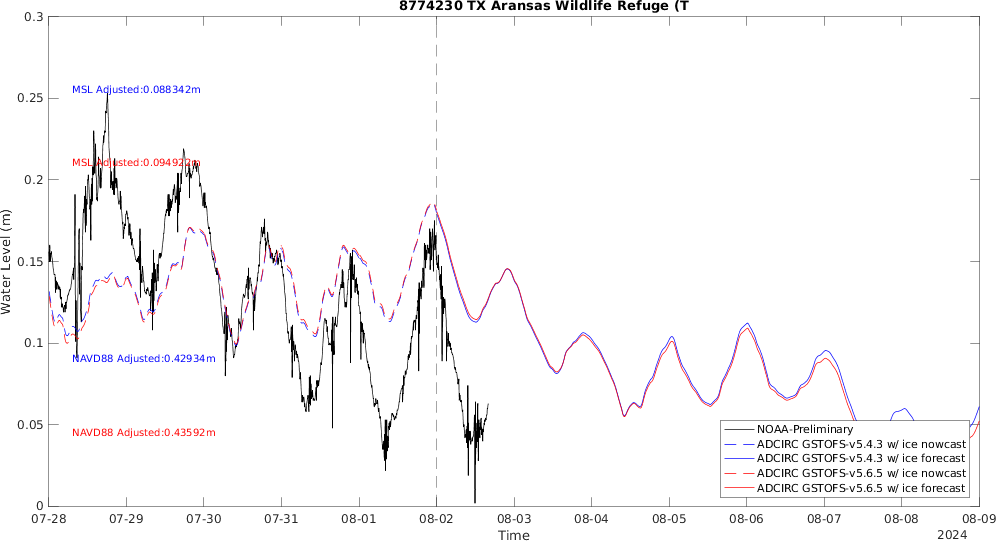 8774230 TX Aransas Wildlife Refuge (T
0.3
0.25
0.2
0.15
0.1
0.05
0
Water Level (m)
MSL Adjusted:0.088342m
MSL Adjusted:0.094922m
NAVD88 Adjusted:0.42934m
NAVD88 Adjusted:0.43592m
NOAA-Preliminary
ADCIRC GSTOFS-v5.4.3 w/ ice nowcast
ADCIRC GSTOFS-v5.4.3 w/ ice forecast
ADCIRC GSTOFS-v5.6.5 w/ ice nowcast
ADCIRC GSTOFS-v5.6.5 w/ ice forecast
07-28 07-29 07-30 07-31 08-01 08-02 08-03 08-04 08-05 08-06 08-07 08-08 08-09
Time
2024